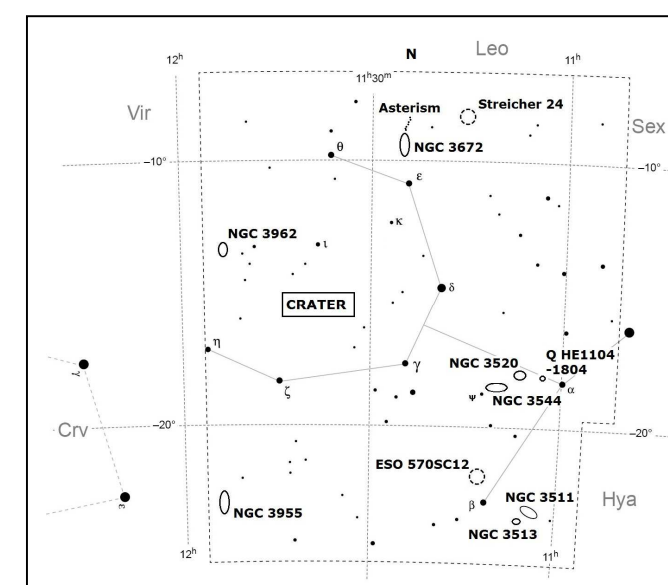 N
Leo
12h
11h30m
11h
Vir
Asterism
Streicher 24
Sex
NGC 3672
θ
–10°
–10°
ε
κ
NGC 3962
ι
CRATER
δ
η
γ
NGC 3520
Q HE1104
-1804
γ
ζ
ψ
NGC 3544
α
Crv
–20°
–20°
ESO 570SC12
ε
β
NGC 3511
Hya
NGC 3955
NGC 3513
12h
11h